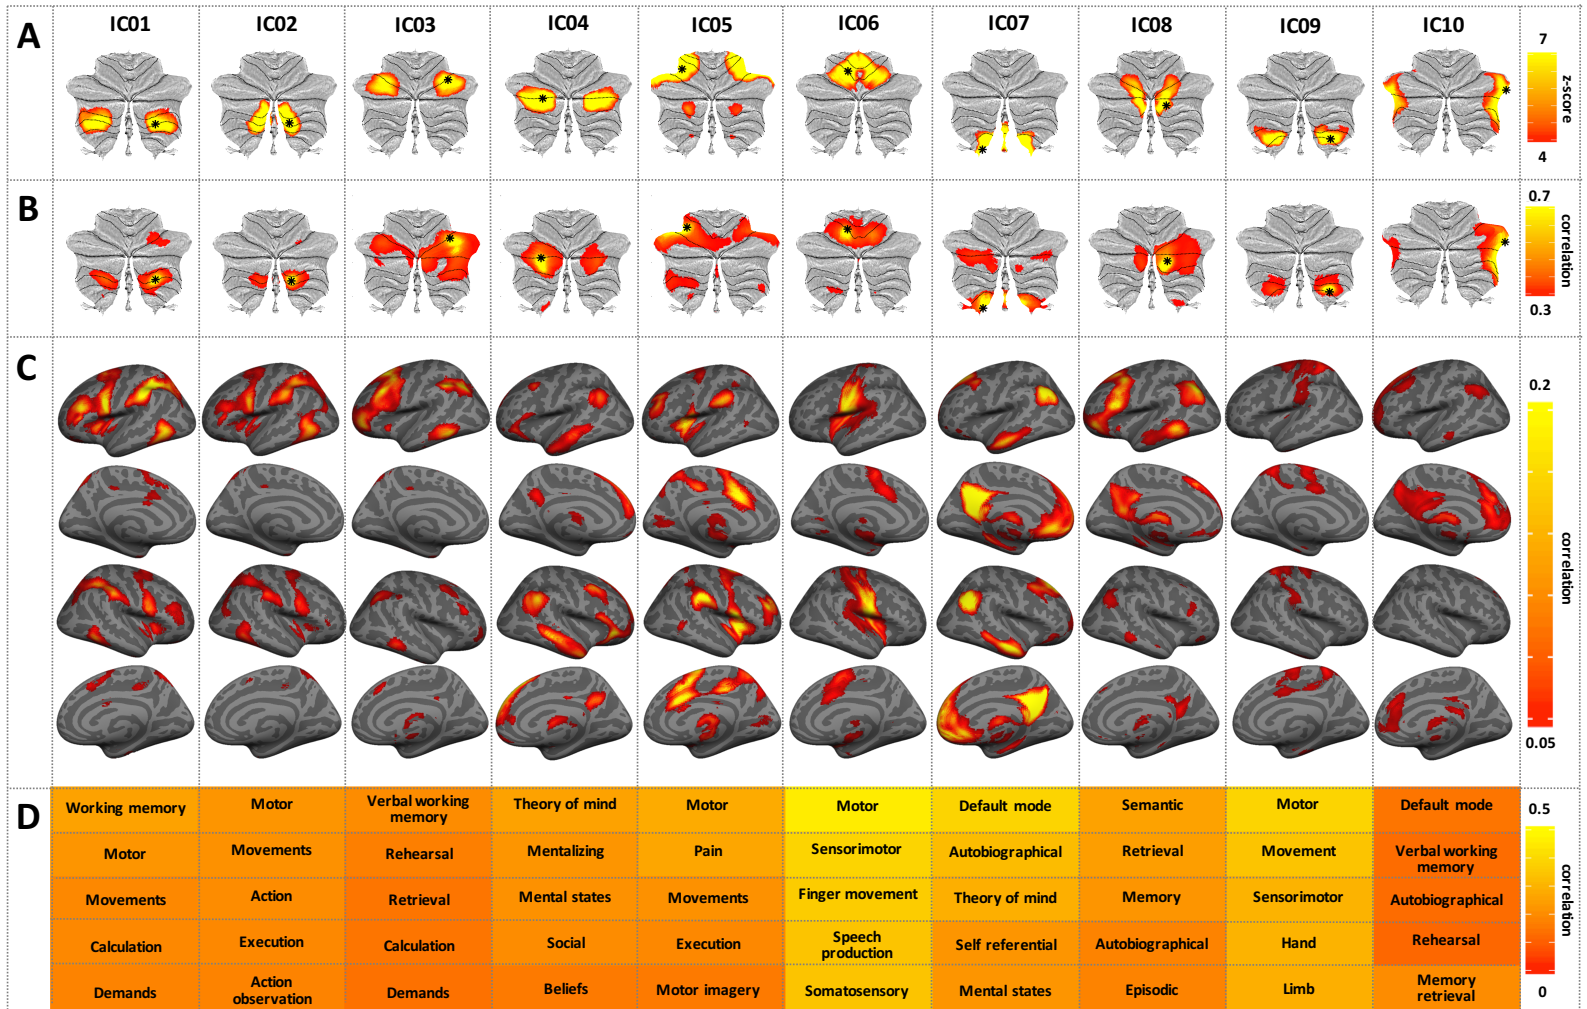 A
IC01 IC02 IC03 IC04 IC05 IC06 IC07 IC08 IC09 IC10
7
z-score
4
B
0.7
correlation
0.3
C
0.2
correlation
0.05
D
Working memory Motor Verbal working memory Theory of mind Motor Motor Default mode Semantic Motor Default mode
Motor Movements Rehearsal Mentalizing Pain Sensorimotor Autobiographical Retrieval Movement Verbal working memory
Movements Action Retrieval Mental states Movements Finger movement Theory of mind Memory Sensorimotor Autobiographical
Calculation Execution Calculation Social Execution Speech production Self referential Autobiographical Hand Rehearsal
Demands Action observation Demands Beliefs Motor imagery Somatosensory Mental states Episodic Limb Memory retrieval
0.5
correlation
0